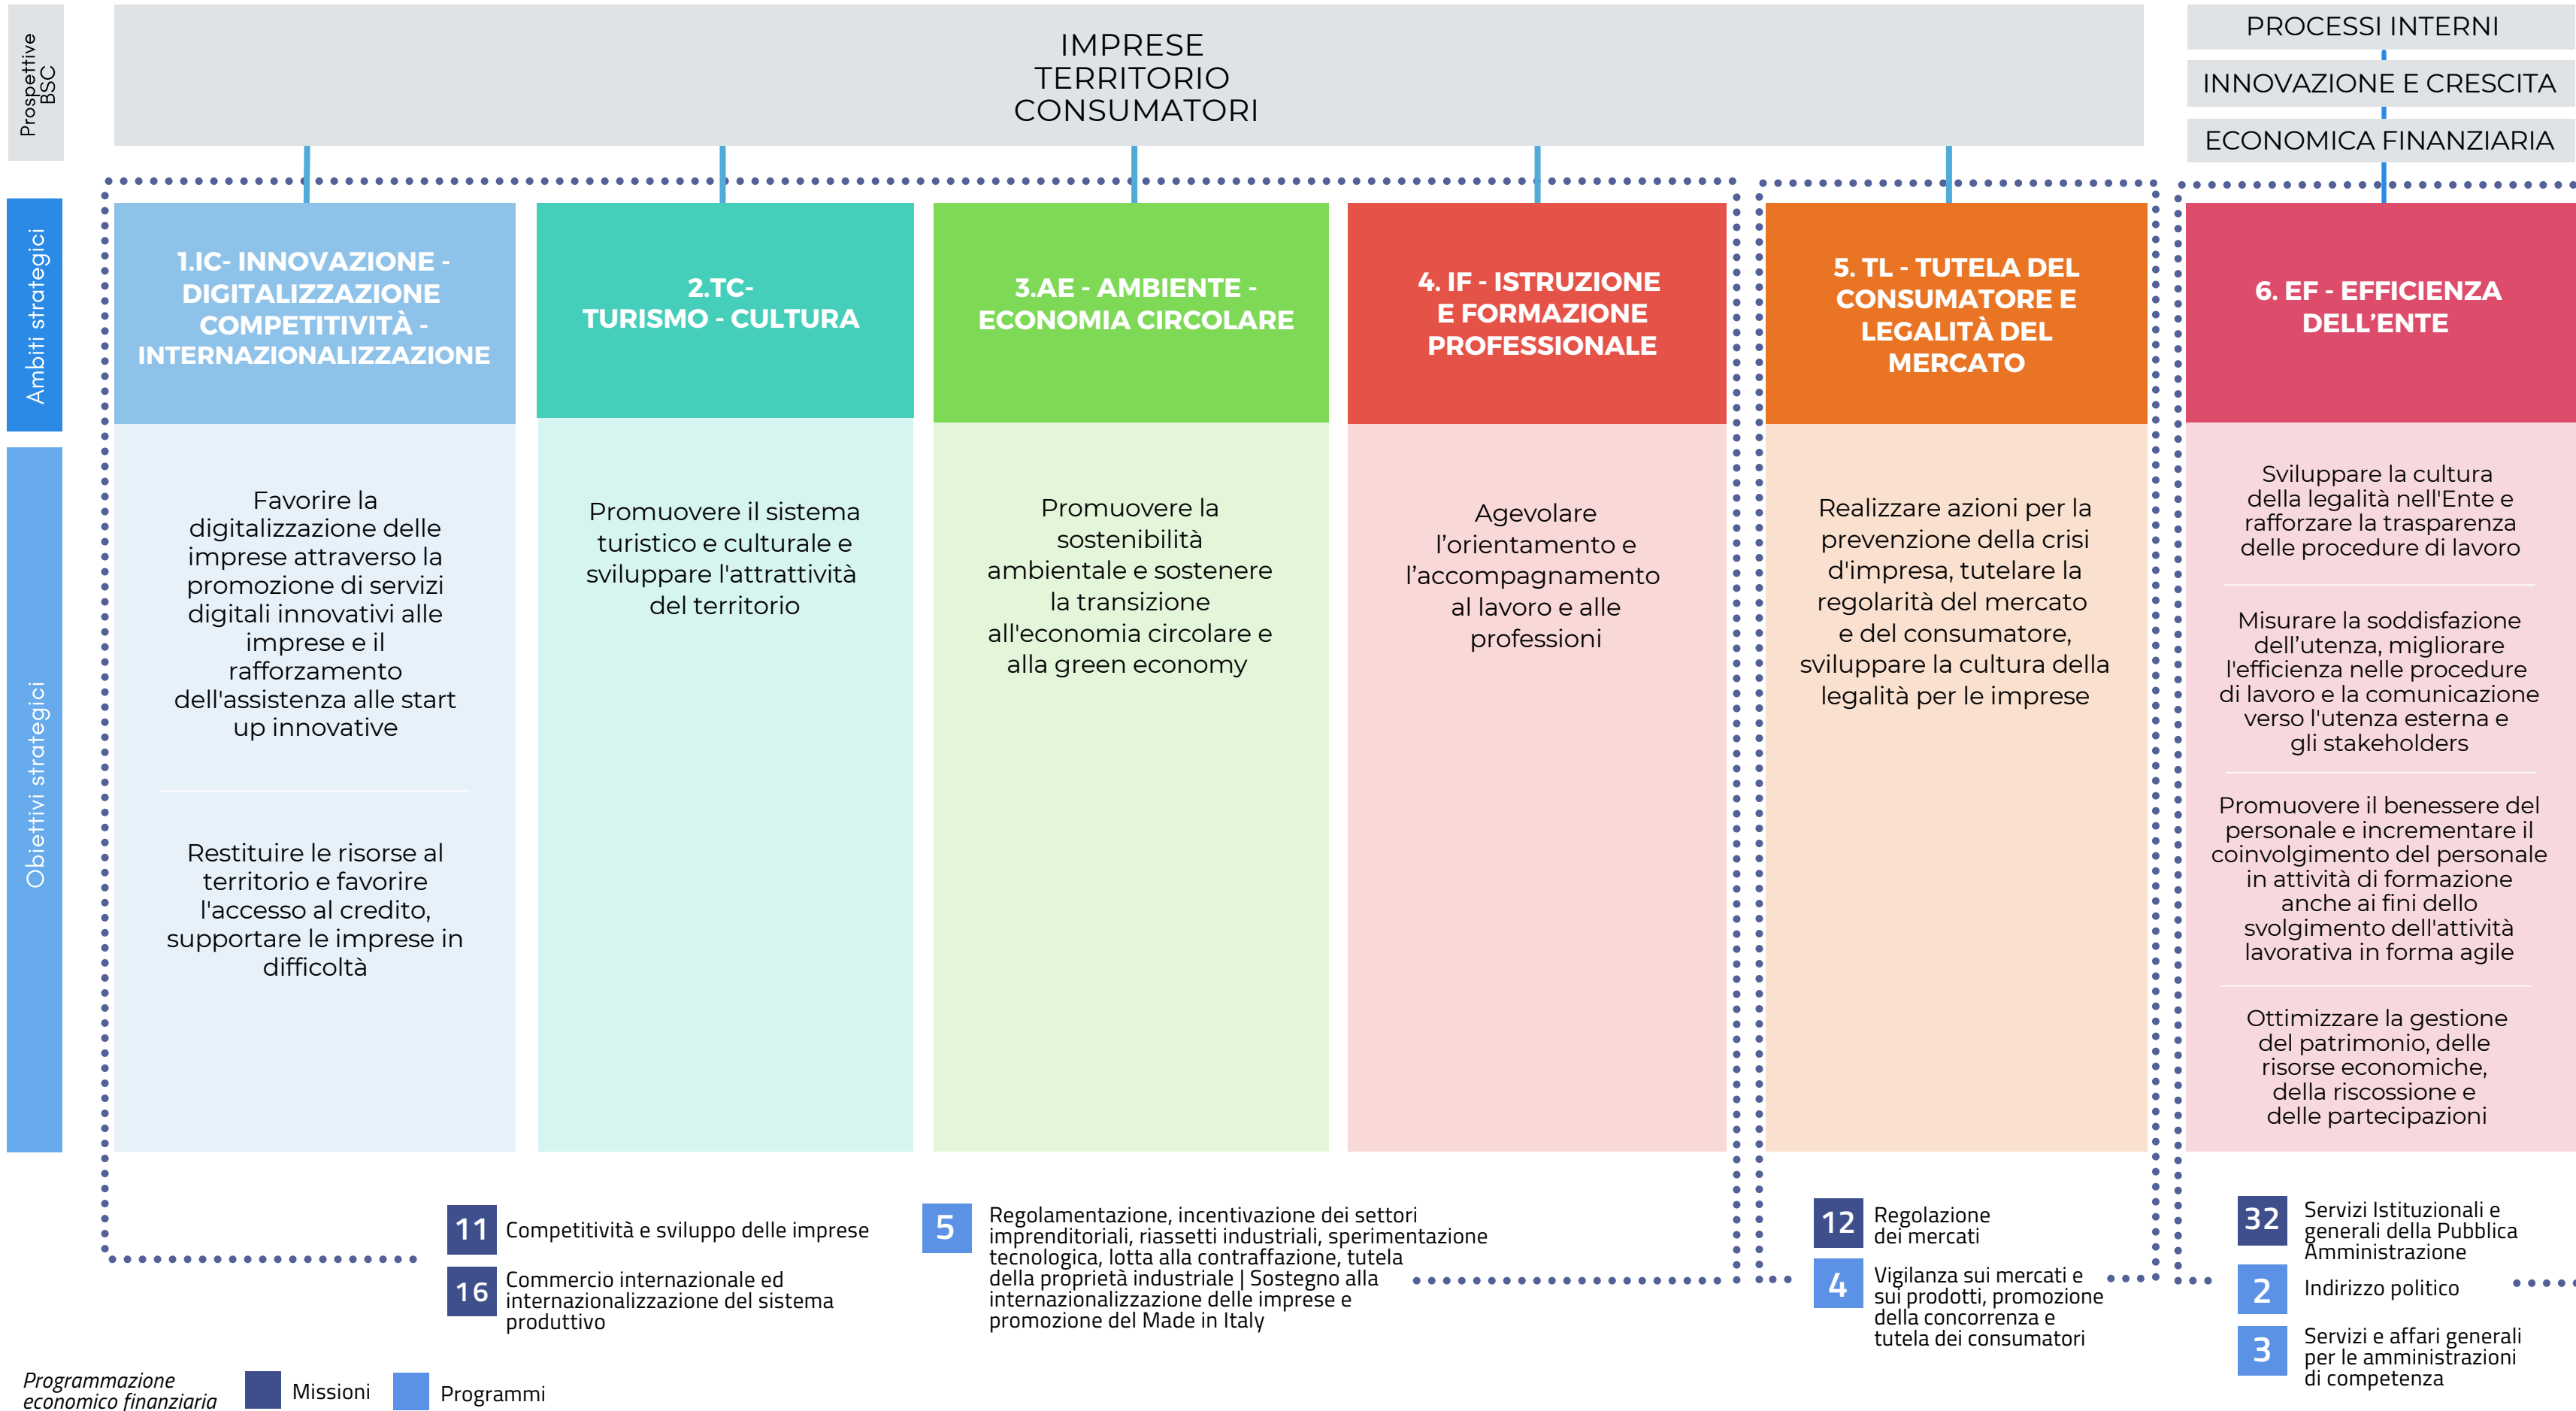 Prospettive
BSC
IMPRESE
TERRITORIO
CONSUMATORI
PROCESSI INTERNI
INNOVAZIONE E CRESCITA
ECONOMICA FINANZIARIA
Ambiti strategici
1.IC- INNOVAZIONE -
DIGITALIZZAZIONE
COMPETITIVITÀ -
INTERNAZIONALIZZAZIONE
2.TC-
TURISMO - CULTURA
3.AE - AMBIENTE -
ECONOMIA CIRCOLARE
4. IF - ISTRUZIONE
E FORMAZIONE
PROFESSIONALE
5. TL - TUTELA DEL
CONSUMATORE E
LEGALITÀ DEL
MERCATO
6. EF - EFFICIENZA
DELL’ENTE
Obiettivi strategici
Favorire la
digitalizzazione delle
imprese attraverso la
promozione di servizi
digitali innovativi alle
imprese e il
rafforzamento
dell'assistenza alle start
up innovative
Restituire le risorse al
territorio e favorire
l'accesso al credito,
supportare le imprese in
difficoltà
Promuovere il sistema
turistico e culturale e
sviluppare l'attrattività
del territorio
Promuovere la
sostenibilità
ambientale e sostenere
la transizione
all'economia circolare e
alla green economy
Agevolare
l’orientamento e
l’accompagnamento
al lavoro e alle
professioni
Realizzare azioni per la
prevenzione della crisi
d'impresa, tutelare la
regolarità del mercato
e del consumatore,
sviluppare la cultura della
legalità per le imprese
Sviluppare la cultura
della legalità nell'Ente e
rafforzare la trasparenza
delle procedure di lavoro
Misurare la soddisfazione
dell’utenza, migliorare
l'efficienza nelle procedure
di lavoro e la comunicazione
verso l'utenza esterna e
gli stakeholders
Promuovere il benessere del
personale e incrementare il
coinvolgimento del personale
in attività di formazione
anche ai fini dello
svolgimento dell'attività
lavorativa in forma agile
Ottimizzare la gestione
del patrimonio, delle
risorse economiche,
della riscossione e
delle partecipazioni
11
Competitività e sviluppo delle imprese
16
Commercio internazionale ed
internazionalizzazione del sistema
produttivo
5
Regolamentazione, incentivazione dei settori
imprenditoriali, riassetti industriali, sperimentazione
tecnologica, lotta alla contraffazione, tutela
della proprietà industriale | Sostegno alla
internazionalizzazione delle imprese e
promozione del Made in Italy
12
Regolazione
dei mercati
4
Vigilanza sui mercati e
sui prodotti, promozione
della concorrenza e
tutela dei consumatori
32
Servizi Istituzionali e
generali della Pubblica
Amministrazione
2
Indirizzo politico
3
Servizi e affari generali
per le amministrazioni
di competenza
Programmazione
economico finanziaria
Missioni
Programmi